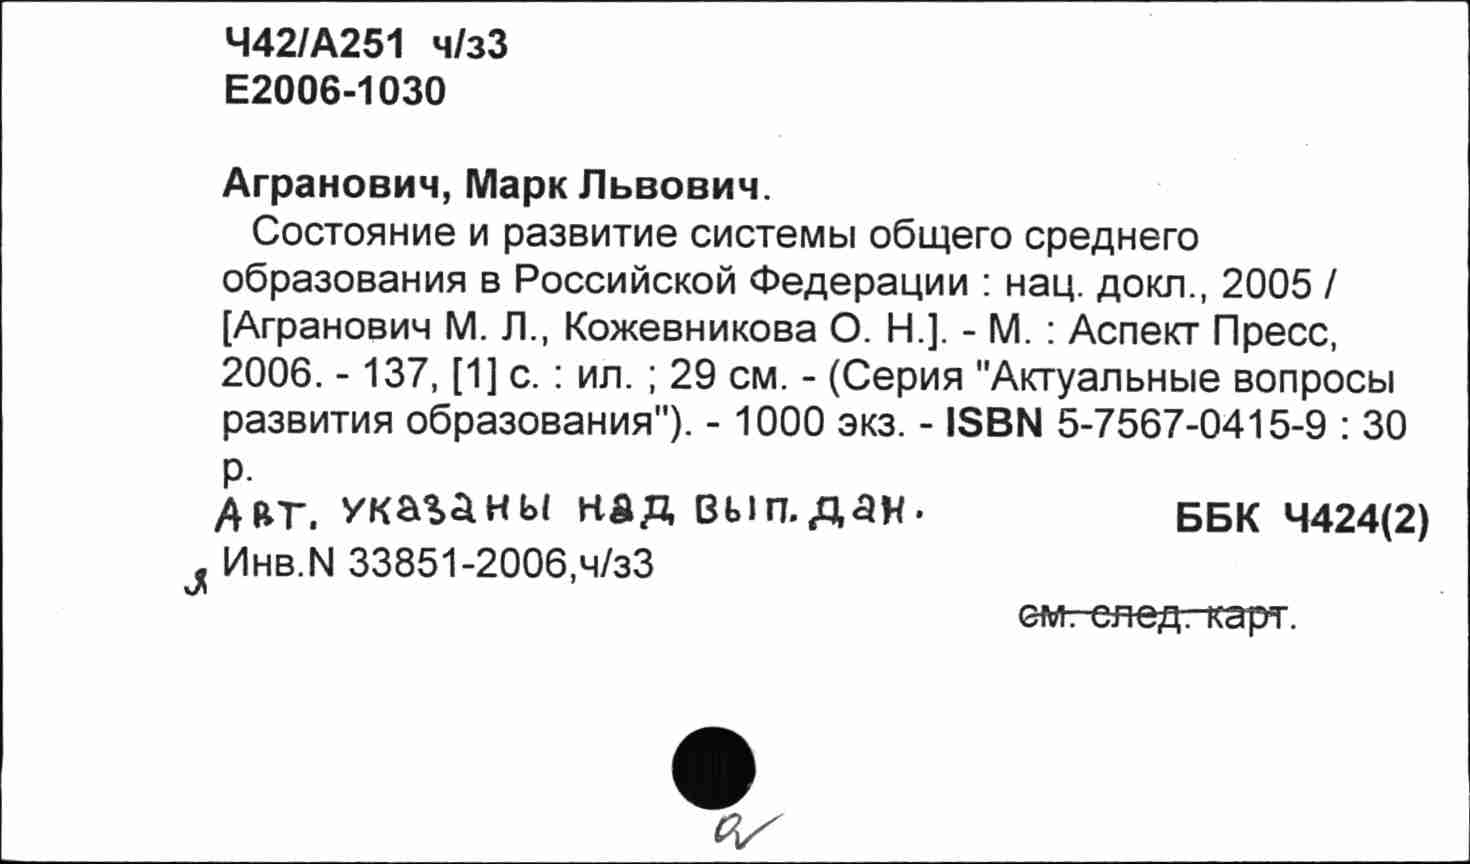 Ч42/А251 ч/з3
Е2006-1030
Агранович, Марк Львович.
Состояние и развитие системы общего среднего
образования в Российской Федерации : нац. докл., 2005 /
[Агранович М. Л., Кожевникова О. Н.]. - М. : Аспект Пресс,
2006. - 137, [1] с. : ил. ; 29 см. - (Серия "Актуальные вопросы
развития образования"). - 1000 экз. - ISBN 5-7567-0415-9 : 30
р.
Авт. указаны над вып. дан.
ББК Ч424(2)
я Инв.N 33851-2006,ч/з3
см. след. карт.